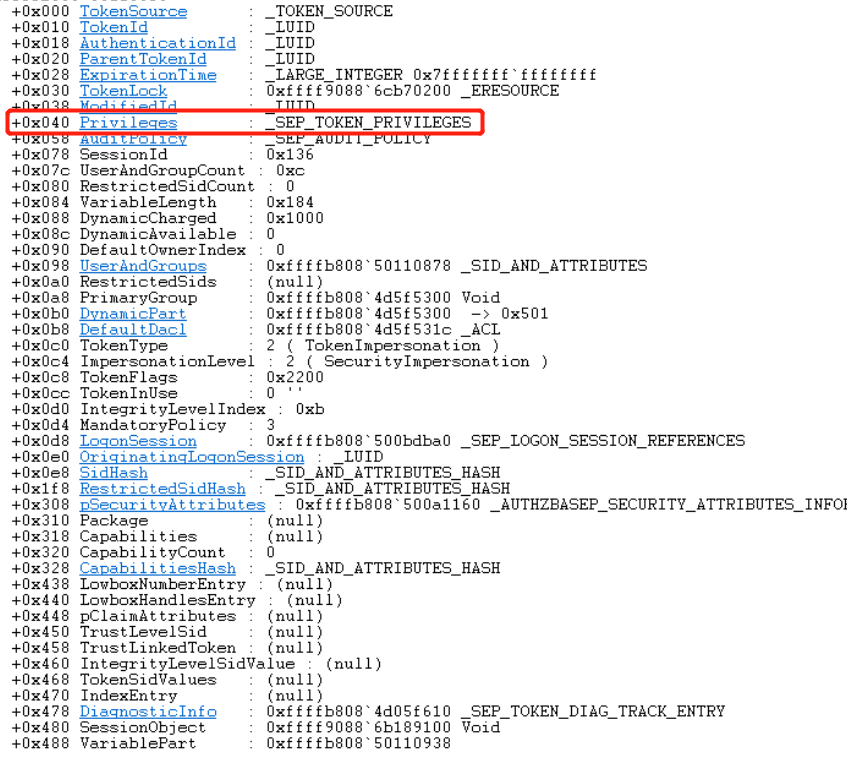 +0x000 TokenSource : _TOKEN_SOURCE
+0x010 TokenId : _LUID
+0x018 AuthenticationId : _LUID
+0x020 ParentTokenId : _LUID
+0x028 ExpirationTime : _LARGE_INTEGER 0x7fffffff`ffffffff
+0x030 TokenLock : 0xffff9088`6cb70200 _ERESOURCE
+0x038 ModifiedId : _LUID
+0x040 Privileges : _SEP_TOKEN_PRIVILEGES
+0x058 AuditPolicy : _SEP_AUDIT_POLICY
+0x078 SessionId : 0x136
+0x07c UserAndGroupCount : 0xc
+0x080 RestrictedSidCount : 0
+0x084 VariableLength : 0x184
+0x088 DynamicCharged : 0x1000
+0x08c DynamicAvailable : 0
+0x090 DefaultOwnerIndex : 0
+0x098 UserAndGroups : 0xffffb808`50110878 _SID_AND_ATTRIBUTES
+0x0a0 RestrictedSids : (null)
+0x0a8 PrimaryGroup : 0xffffb808`4d5f5300 Void
+0x0b0 DynamicPart : 0xffffb808`4d5f5300 -> 0x501
+0x0b8 DefaultDacl : 0xffffb808`4d5f531c _ACL
+0x0c0 TokenType : 2 ( TokenImpersonation )
+0x0c4 ImpersonationLevel : 2 ( SecurityImpersonation )
+0x0c8 TokenFlags : 0x2200
+0x0cc TokenInUse : 0 ''
+0x0d0 IntegrityLevelIndex : 0xb
+0x0d4 MandatoryPolicy : 3
+0x0d8 LogonSession : 0xffffb808`500bdba0 _SEP_LOGON_SESSION_REFERENCES
+0x0e0 OriginatingLogonSession : _LUID
+0x0e8 SidHash : _SID_AND_ATTRIBUTES_HASH
+0x1f8 RestrictedSidHash : _SID_AND_ATTRIBUTES_HASH
+0x308 pSecurityAttributes : 0xffffb808`500a1160 _AUTHZBASEP_SECURITY_ATTRIBUTES_INFO
+0x310 Package : (null)
+0x318 Capabilities : (null)
+0x320 CapabilityCount : 0
+0x328 CapabilitiesHash : _SID_AND_ATTRIBUTES_HASH
+0x438 LowboxNumberEntry : (null)
+0x440 LowboxHandlesEntry : (null)
+0x448 pClaimAttributes : (null)
+0x450 TrustLevelSid : (null)
+0x458 TrustLinkedToken : (null)
+0x460 IntegrityLevelSidValue : (null)
+0x468 TokenSidValues : (null)
+0x470 IndexEntry : (null)
+0x478 DiagnosticInfo : 0xffffb808`4d05f610 _SEP_TOKEN_DIAG_TRACK_ENTRY
+0x480 SessionObject : 0xffff9088`6b189100 Void
+0x488 VariablePart : 0xffffb808`50110938